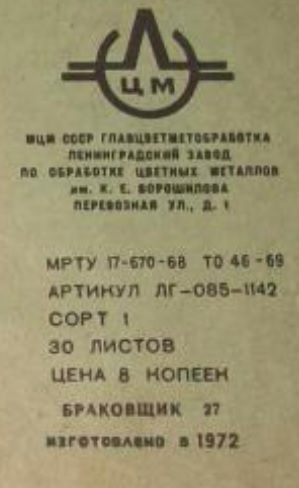 ЦМ
МЦМ СССР ГЛАВЦВЕТМЕТОБРАБОТКА
ЛЕНИНГРАДСКИЙ ЗАВОД
ПО ОБРАБОТКЕ ЦВЕТНЫХ МЕТАЛЛОВ
им. К. Е. ВОРОШИЛОВА
ПЕРЕВОЗНАЯ УЛ., Д. 1
МРТУ 17-670-68 ТО 46-69
АРТИКУЛ ЛГ-085-1142
СОРТ 1
30 ЛИСТОВ
ЦЕНА 8 КОПЕЕК
БРАКОВЩИК 27
ИЗГОТОВЛЕНО в 1972